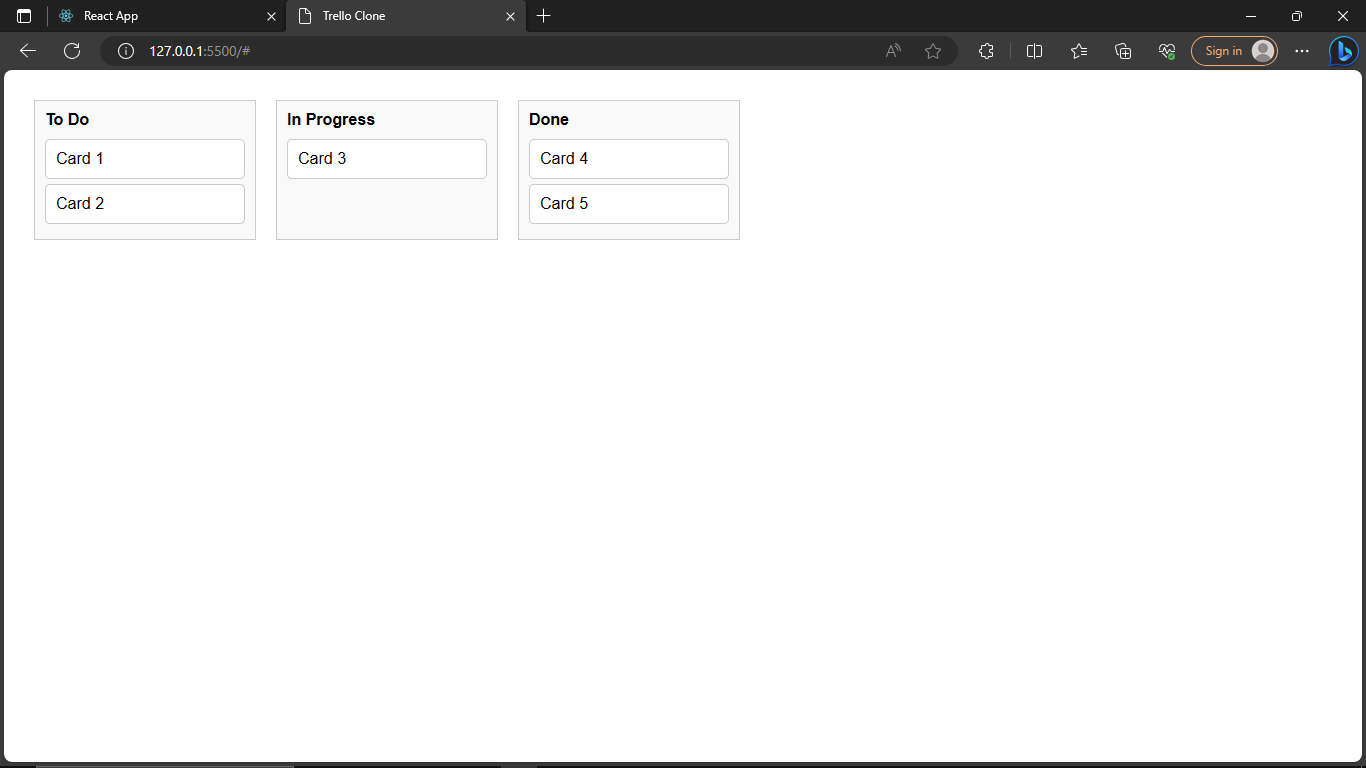 React App
Trello Clone
127.0.0.1:5500/#
Sign in
To Do
Card 1
Card 2
In Progress
Card 3
Done
Card 4
Card 5